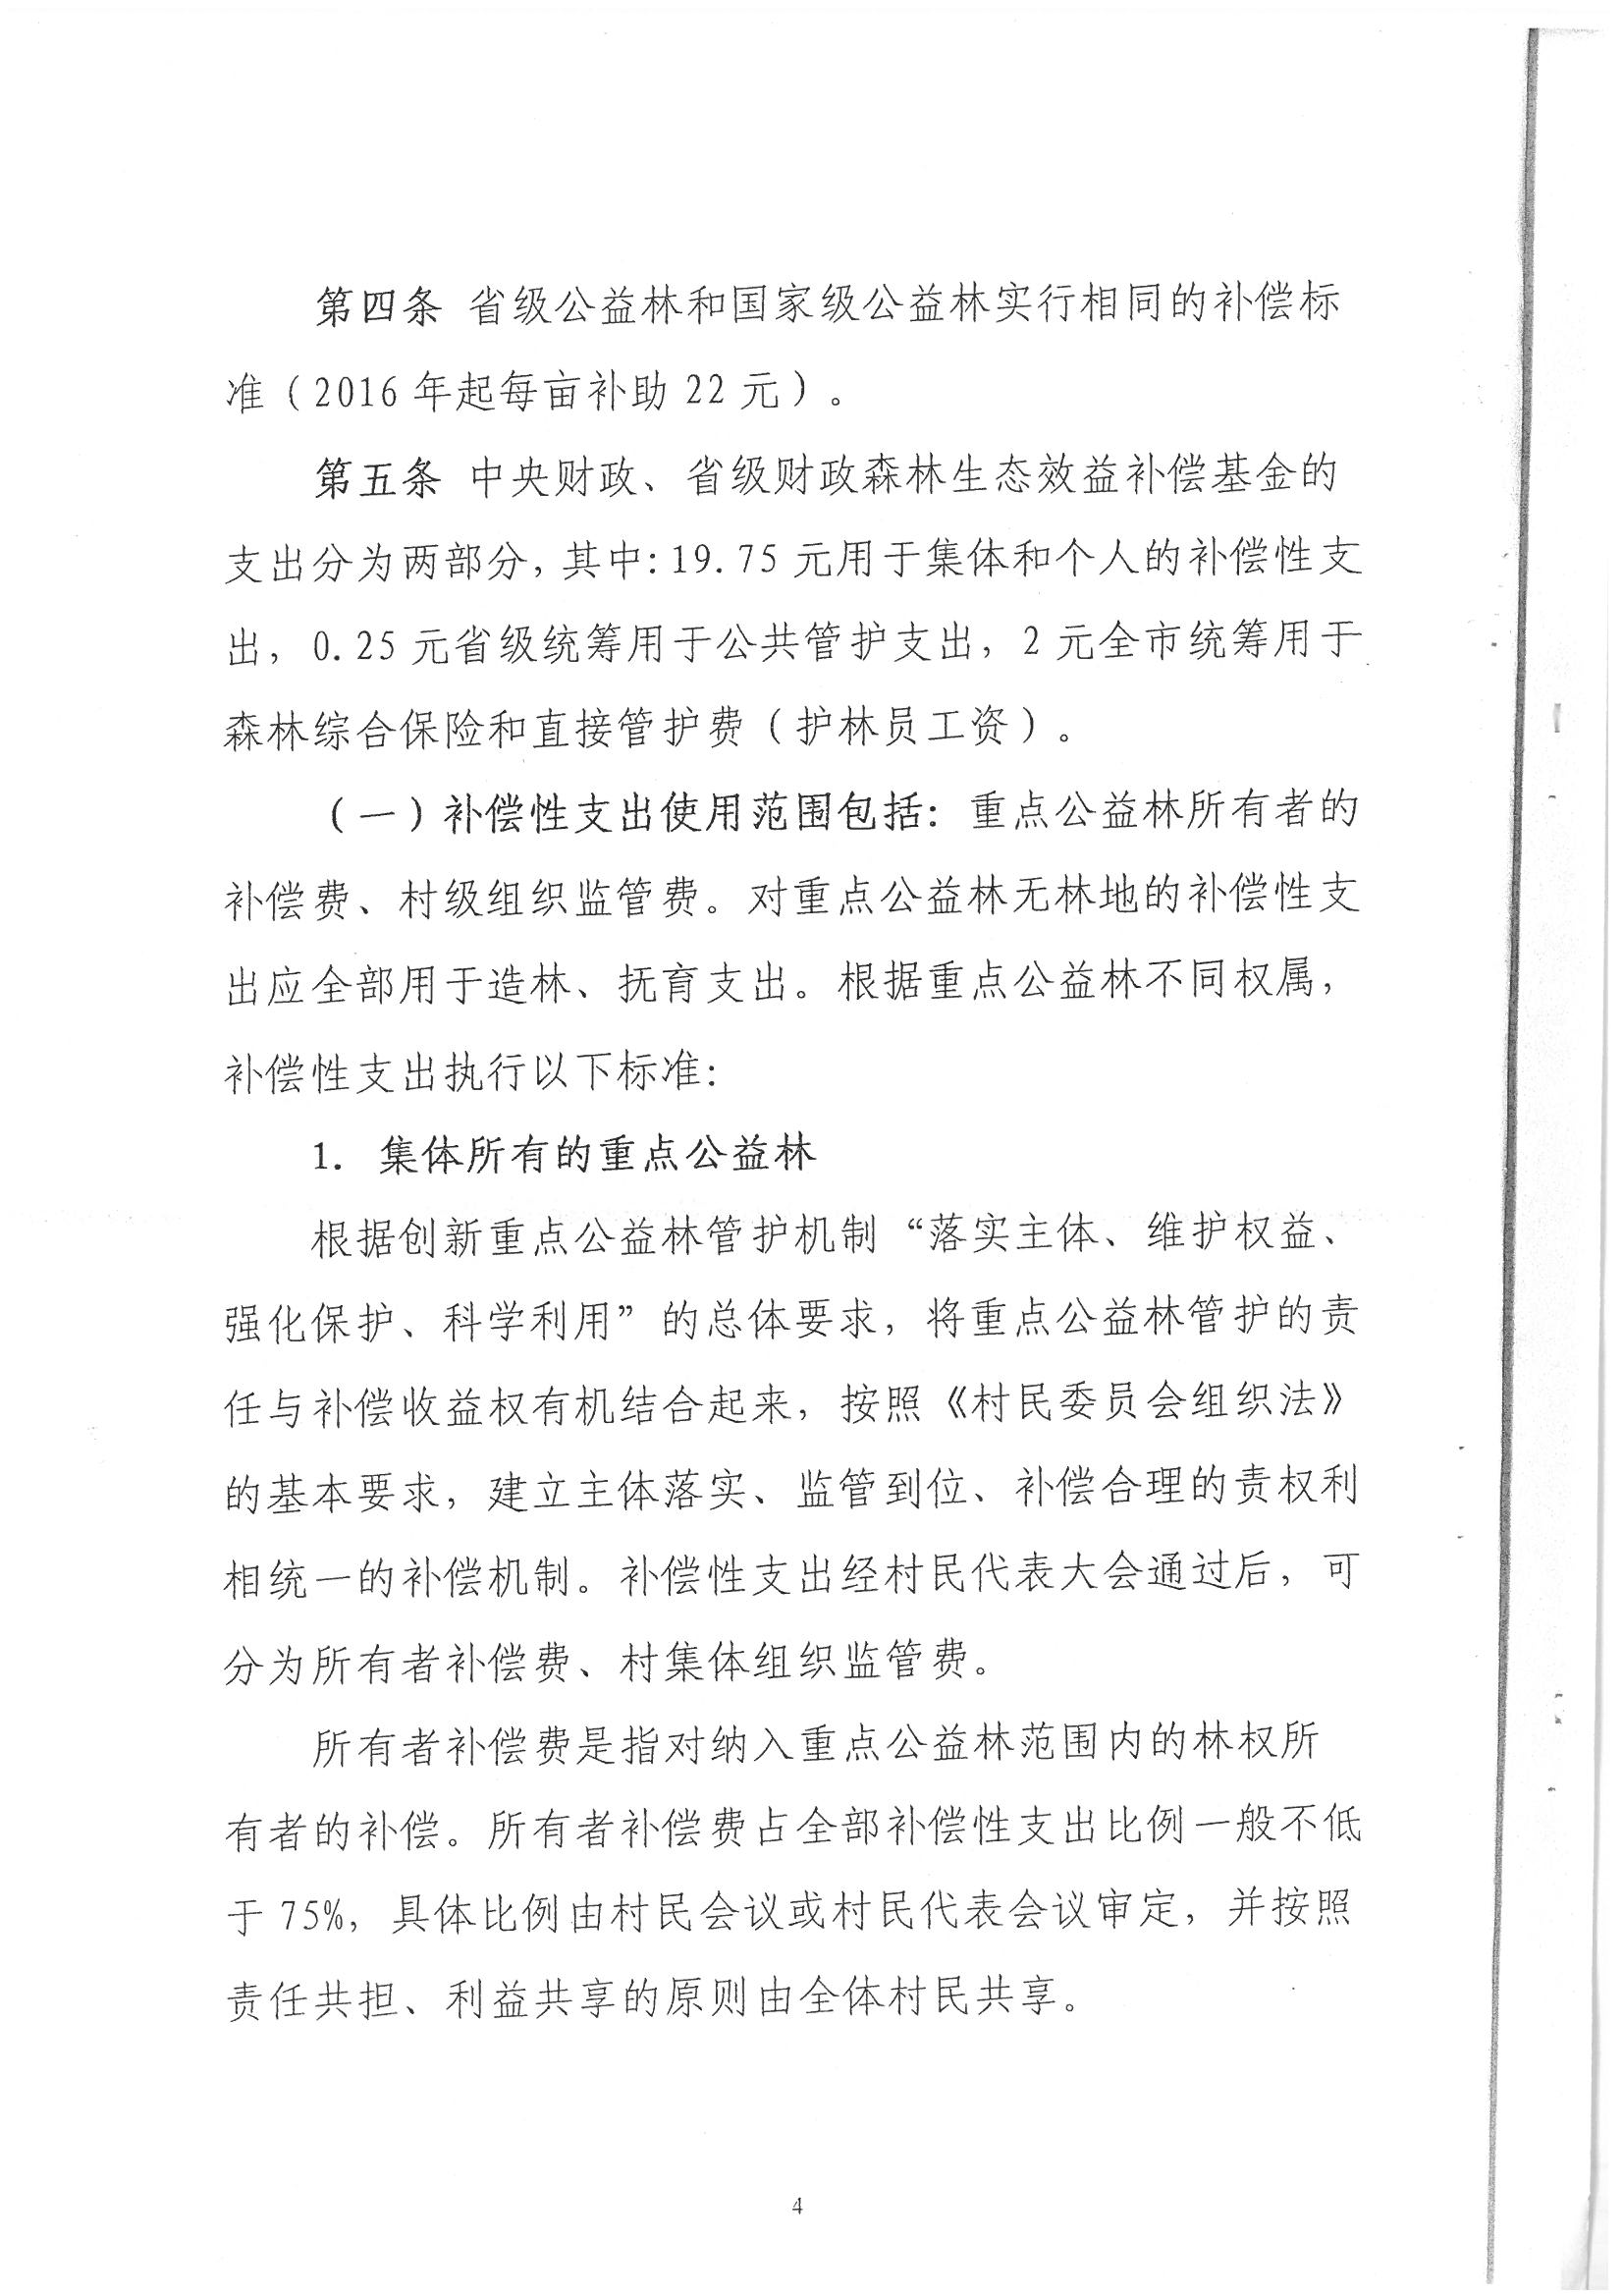 第四条 省级公益林和国家级公益林实行相同的补偿标
准（2016 年起每亩补助 22 元）。
第五条 中央财政、省级财政森林生态效益补偿基金的
支出分为两部分，其中：19.75 元用于集体和个人的补偿性支
出，0.25 元省级统筹用于公共管护支出，2 元全市统筹用于
森林综合保险和直接管护费（护林员工资）。
（一）补偿性支出使用范围包括：重点公益林所有者的
补偿费、村级组织监管费。对重点公益林无林地的补偿性支
出应全部用于造林、抚育支出。根据重点公益林不同权属，
补偿性支出执行以下标准：
1. 集体所有的重点公益林
根据创新重点公益林管护机制“落实主体、维护权益、
强化保护、科学利用”的总体要求，将重点公益林管护的责
任与补偿收益权有机结合起来，按照《村民委员会组织法》
的基本要求，建立主体落实、监管到位、补偿合理的责权利
相统一的补偿机制。补偿性支出经村民代表大会通过后，可
分为所有者补偿费、村集体组织监管费。
所有者补偿费是指对纳入重点公益林范围内的林权所
有者的补偿。所有者补偿费占全部补偿性支出比例一般不低
于 75%，具体比例由村民会议或村民代表会议审定，并按照
责任共担、利益共享的原则由全体村民共享。
4